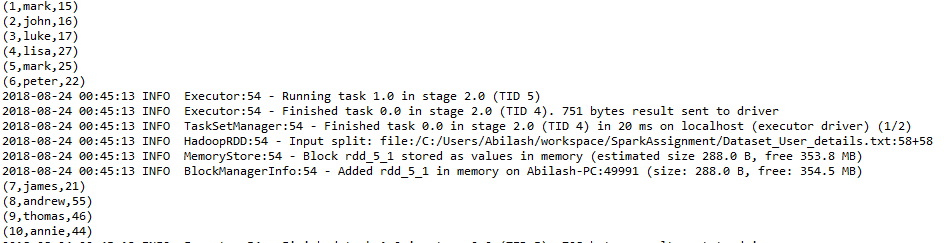 (1,mark,15)
(2,john,16)
(3,luke,17)
(4,lisa,27)
(5,mark,25)
(6,peter,22)
2018-08-24 00:45:13 INFO  Executor:54 - Running task 1.0 in stage 2.0 (TID 5)
2018-08-24 00:45:13 INFO  Executor:54 - Finished task 0.0 in stage 2.0 (TID 4). 751 bytes result sent to driver
2018-08-24 00:45:13 INFO  TaskSetManager:54 - Finished task 0.0 in stage 2.0 (TID 4) in 20 ms on localhost (executor driver) (1/2)
2018-08-24 00:45:13 INFO  HadoopRDD:54 - Input split: file:/C:/Users/Abilash/workspace/SparkAssignment/Dataset_User_details.txt:58+58
2018-08-24 00:45:13 INFO  MemoryStore:54 - Block rdd_5_1 stored as values in memory (estimated size 288.0 B, free 353.8 MB)
2018-08-24 00:45:13 INFO  BlockManagerInfo:54 - Added rdd_5_1 in memory on Abilash-PC:49991 (size: 288.0 B, free: 354.5 MB)
(7,james,21)
(8,andrew,55)
(9,thomas,46)
(10,annie,44)